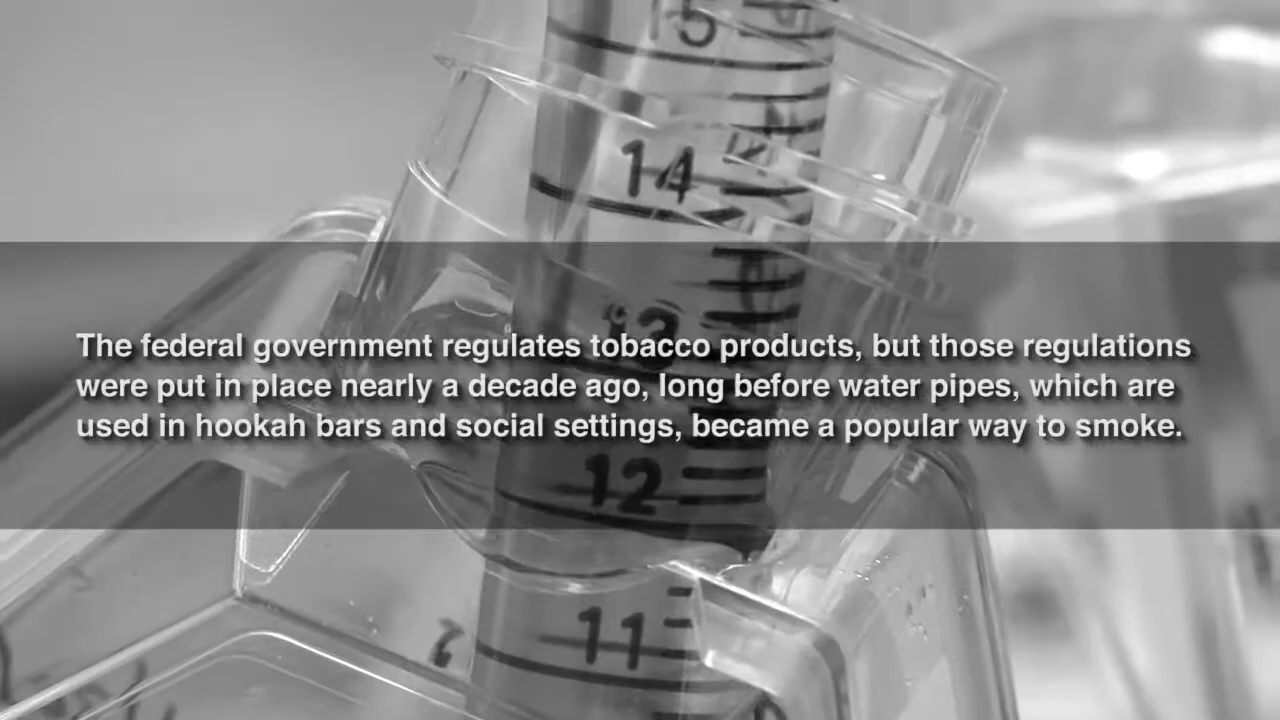 15
14
13
The federal government regulates tobacco products, but those regulations
were put in place nearly a decade ago, long before water pipes, which are
used in hookah bars and social settings, became a popular way to smoke.
12
11